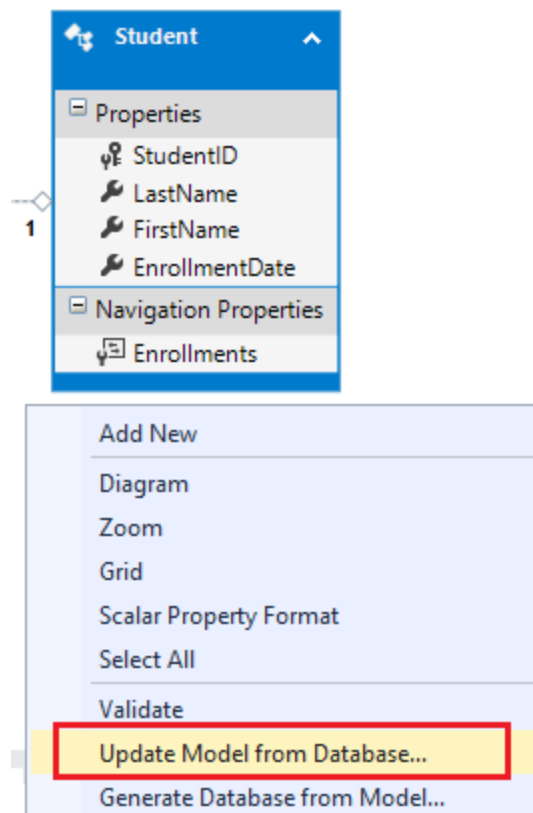 Student
Properties
StudentID
LastName
1
FirstName
EnrollmentDate
Navigation Properties
Enrollments
Add New
Diagram
Zoom
Grid
Scalar Property Format
Select All
Validate
Update Model from Database...
Generate Database from Model...